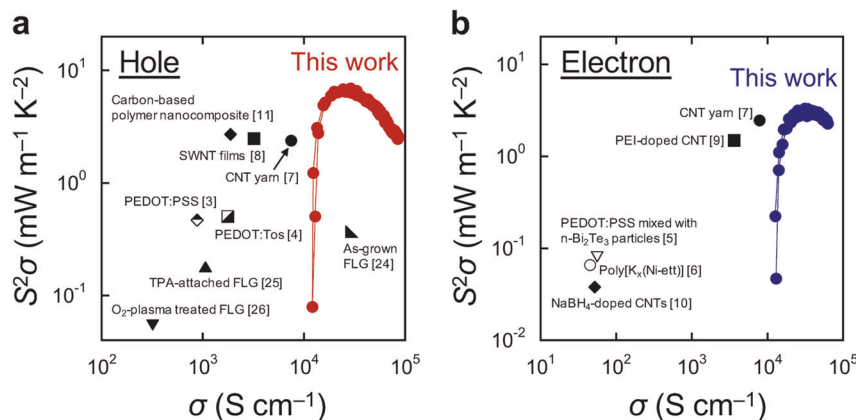 a
Hole
This work
Carbon-based
polymer nanocomposite [11]
SWNT films [8]
CNT yarn [7]
PEDOT:PSS [3]
PEDOT:Tos [4]
As-grown
FLG [24]
TPA-attached FLG [25]
O₂-plasma treated FLG [26]
10¹
10⁰
10⁻¹
S²σ (mW m⁻¹ K⁻²)
10² 10³ 10⁴ 10⁵
σ (S cm⁻¹)
b
Electron
This work
CNT yarn [7]
PEI-doped CNT [9]
PEDOT:PSS mixed with
n-Bi₂Te₃ particles [5]
Poly[Kₓ(Ni-ett)] [6]
NaBH₄-doped CNTs [10]
10¹
10⁰
10⁻¹
10⁻²
S²σ (mW m⁻¹ K⁻²)
10¹ 10² 10³ 10⁴ 10⁵
σ (S cm⁻¹)